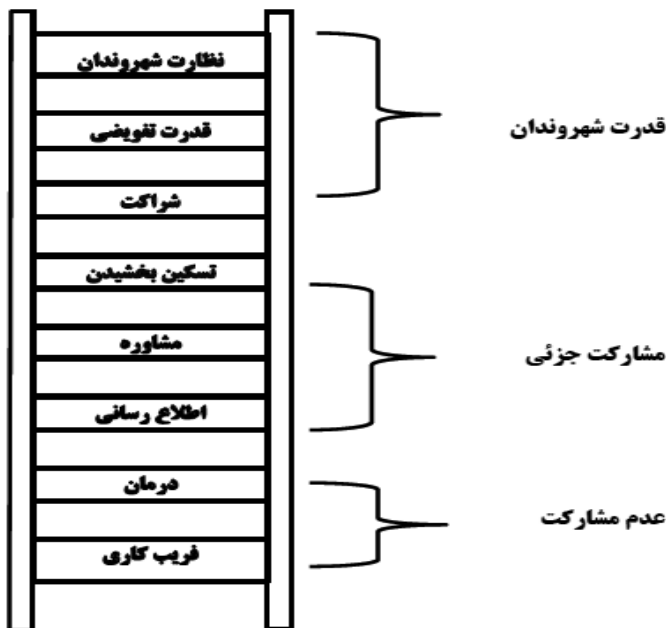 نظارت شهروندان
قدرت تفویضی
شراکت
قدرت شهروندان
تسکین بخشیدن
مشاوره
اطلاع رسانی
مشارکت جزئی
درمان
فریب کاری
عدم مشارکت